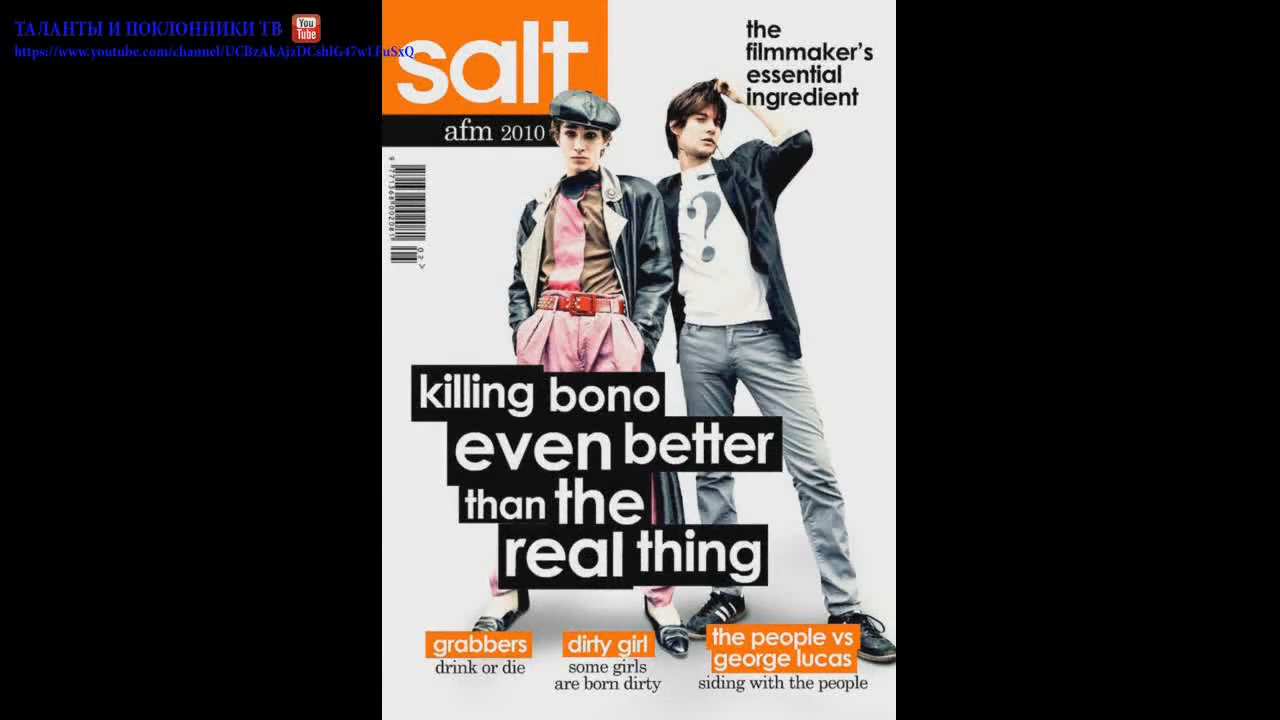 ТАЛАНТЫ И ПОКЛОННИКИ ТВ
You
Tube
salt
afm 2010
the
filmmaker's
essential
ingredient
killing bono
even better
than the
real thing
grabbers
drink or die
dirty girl
some girls
are born dirty
the people vs
george lucas
siding with the people